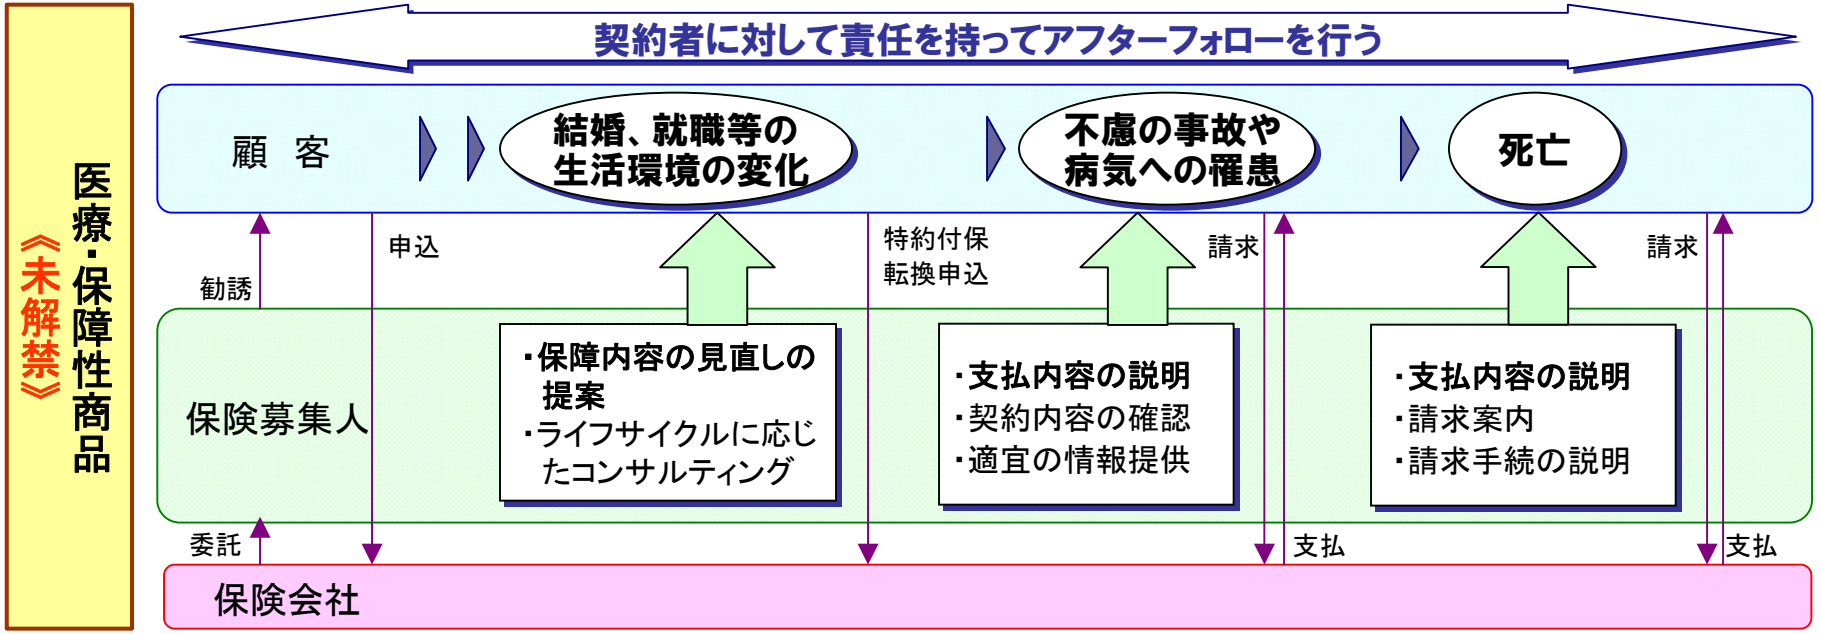 契約者に対して責任を持ってアフターフォローを行う
医療・保障性商品
《未解禁》
顧 客
結婚、就職等の
生活環境の変化
不慮の事故や
病気への罹患
死亡
勧誘
申込
特約付保
転換申込
請求
請求
保険募集人
・保障内容の見直しの
提案
・ライフサイクルに応じ
たコンサルティング
・支払内容の説明
・契約内容の確認
・適宜の情報提供
・支払内容の説明
・請求案内
・請求手続の説明
委託
支払
支払
保険会社